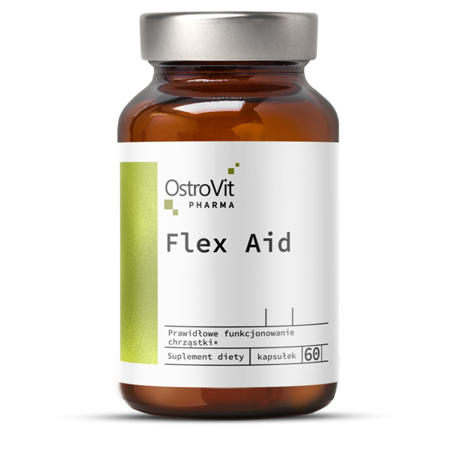 OstroVit
PHARMA
Flex Aid
Prawidłowe funkcjonowanie
chrząstki*
Suplement diety
kapsułek 60